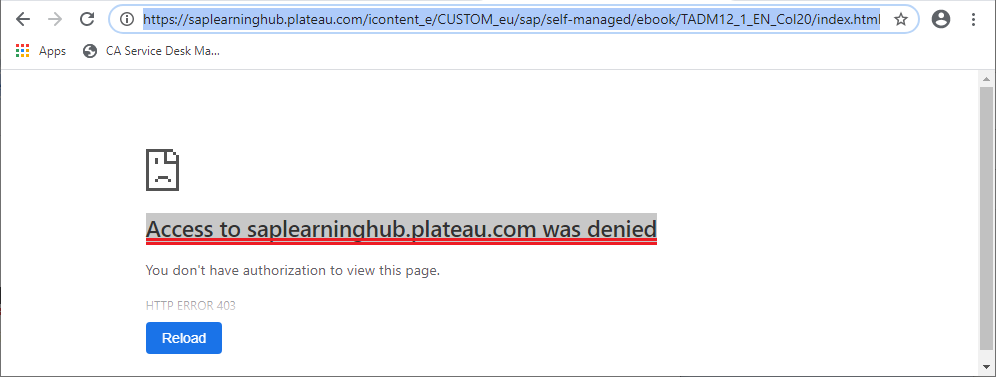 https://saplearninghub.plateau.com/icontent_e/CUSTOM_eu/sap/self-managed/ebook/TADM12_1_EN_Col20/index.html
Apps CA Service Desk Ma...
Access to saplearninghub.plateau.com was denied
You don't have authorization to view this page.
HTTP ERROR 403
Reload